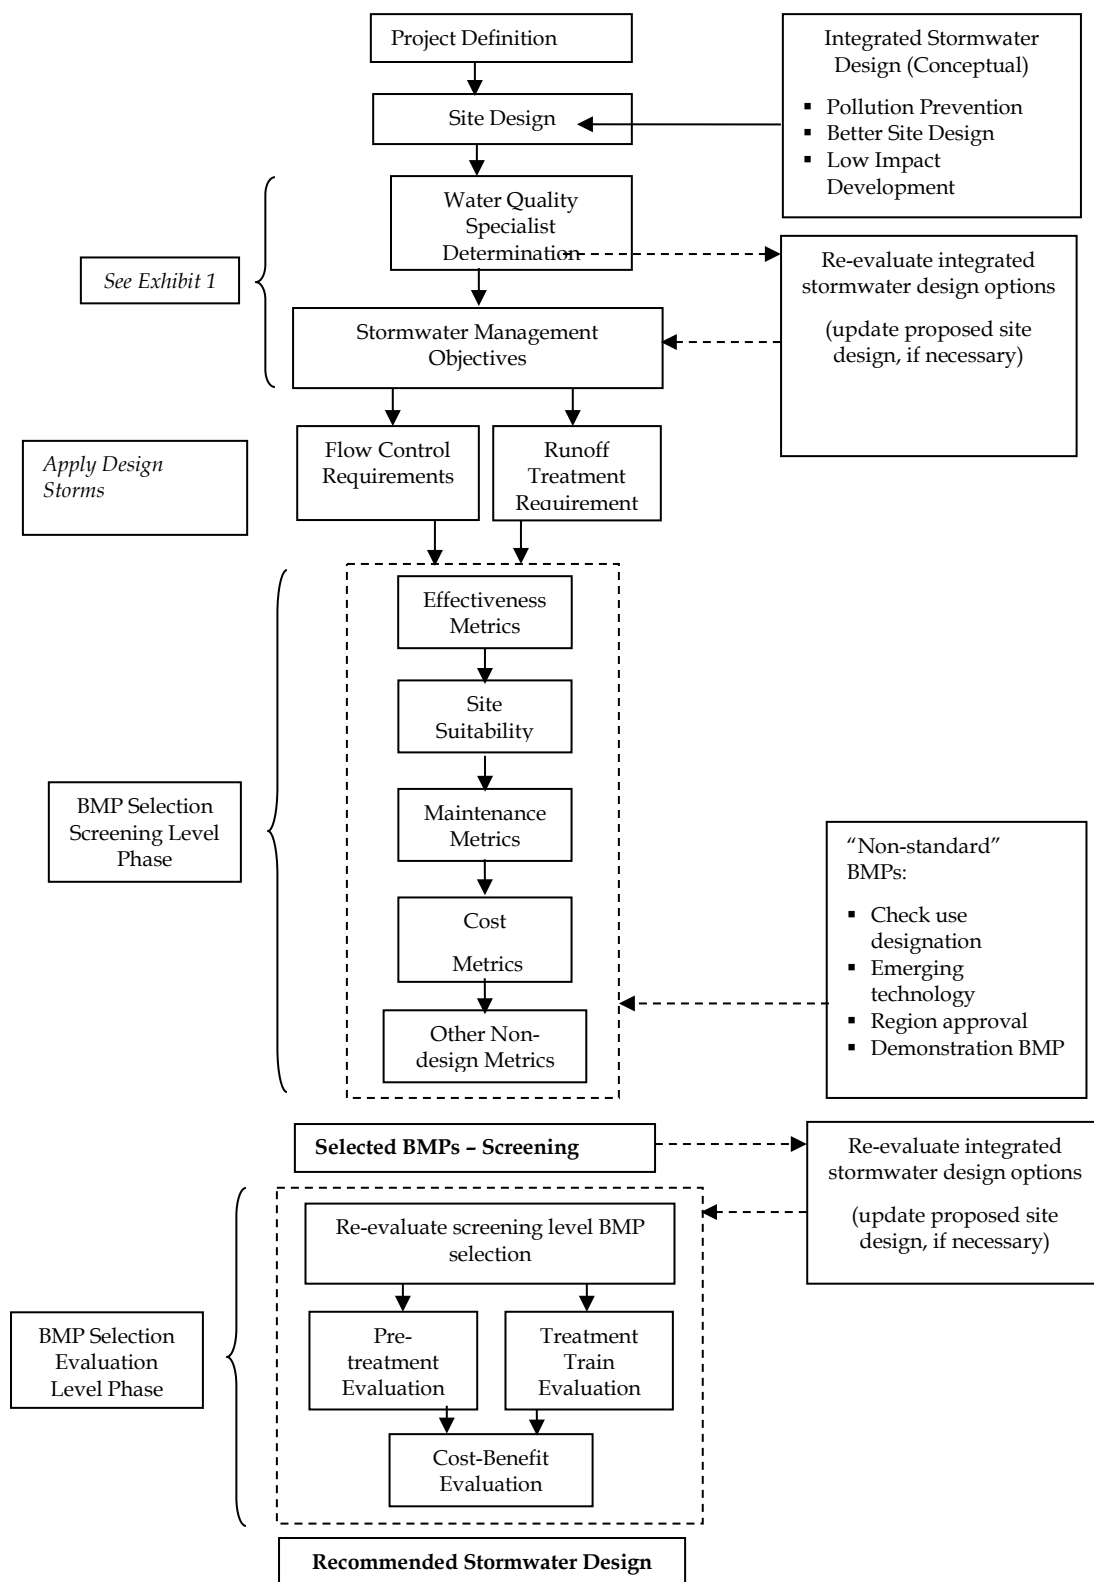 Project Definition
Integrated Stormwater
Design (Conceptual)
▪ Pollution Prevention
▪ Better Site Design
▪ Low Impact
Development
Site Design
Water Quality
Specialist
Determination
See Exhibit 1
Re-evaluate integrated
stormwater design options
(update proposed site
design, if necessary)
Stormwater Management
Objectives
Flow Control
Requirements
Runoff
Treatment
Requirement
Apply Design
Storms
Effectiveness
Metrics
Site
Suitability
BMP Selection
Screening Level
Phase
Maintenance
Metrics
Cost
Metrics
Other Non-
design Metrics
“Non-standard”
BMPs:
▪ Check use
designation
▪ Emerging
technology
▪ Region approval
▪ Demonstration BMP
Selected BMPs – Screening
Re-evaluate integrated
stormwater design options
(update proposed site
design, if necessary)
Re-evaluate screening level BMP
selection
BMP Selection
Evaluation
Level Phase
Pre-
treatment
Evaluation
Treatment
Train
Evaluation
Cost-Benefit
Evaluation
Recommended Stormwater Design